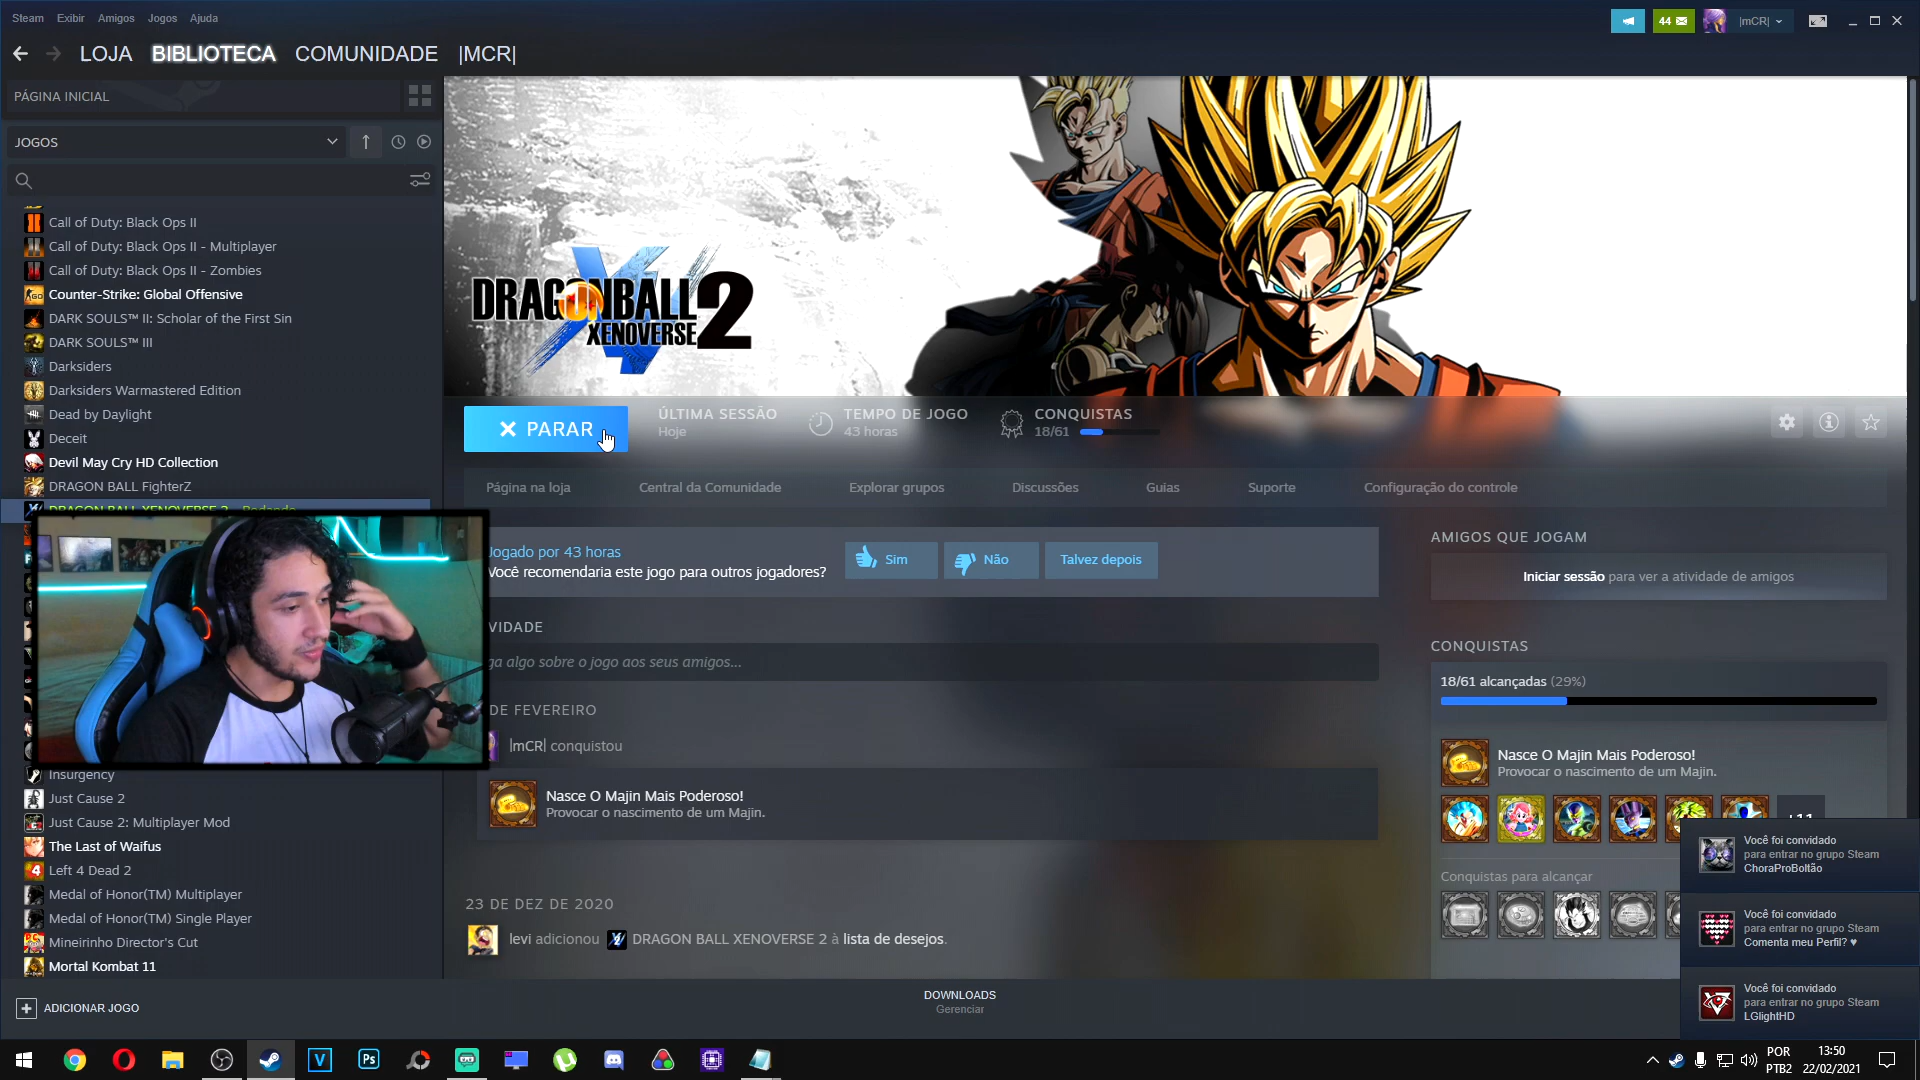 Steam Exibir Amigos Jogos Ajuda
44
|mCR|
LOJA BIBLIOTECA COMUNIDADE |MCR|
PÁGINA INICIAL
JOGOS
Call of Duty: Black Ops II
Call of Duty: Black Ops II - Multiplayer
Call of Duty: Black Ops II - Zombies
Counter-Strike: Global Offensive
DARK SOULS™ II: Scholar of the First Sin
DARK SOULS™ III
Darksiders
Darksiders Warmastered Edition
Dead by Daylight
Deceit
Devil May Cry HD Collection
DRAGON BALL FighterZ
DRAGON BALL XENOVERSE 2 - Rodando
Insurgency
Just Cause 2
Just Cause 2: Multiplayer Mod
The Last of Waifus
Left 4 Dead 2
Medal of Honor(TM) Multiplayer
Medal of Honor(TM) Single Player
Mineirinho Director's Cut
Mortal Kombat 11
ADICIONAR JOGO
DRAGONBALL
XENOVERSE 2
PARAR
ÚLTIMA SESSÃO
Hoje
TEMPO DE JOGO
43 horas
CONQUISTAS
18/61
Página na loja Central da Comunidade Explorar grupos Discussões Guias Suporte Configuração do controle
Jogado por 43 horas
Você recomendaria este jogo para outros jogadores?
Sim Não Talvez depois
VIDADE
ga algo sobre o jogo aos seus amigos...
DE FEVEREIRO
|mCR| conquistou
Nasce O Majin Mais Poderoso!
Provocar o nascimento de um Majin.
23 DE DEZ DE 2020
levi adicionou DRAGON BALL XENOVERSE 2 à lista de desejos.
AMIGOS QUE JOGAM
Iniciar sessão para ver a atividade de amigos
CONQUISTAS
18/61 alcançadas (29%)
Nasce O Majin Mais Poderoso!
Provocar o nascimento de um Majin.
+11
Conquistas para alcançar
Você foi convidado
para entrar no grupo Steam
ChoraProBoltão
Você foi convidado
para entrar no grupo Steam
Comenta meu Perfil? ♥
Você foi convidado
para entrar no grupo Steam
LGlightHD
DOWNLOADS
Gerenciar
V
Ps
POR
PTB2
13:50
22/02/2021